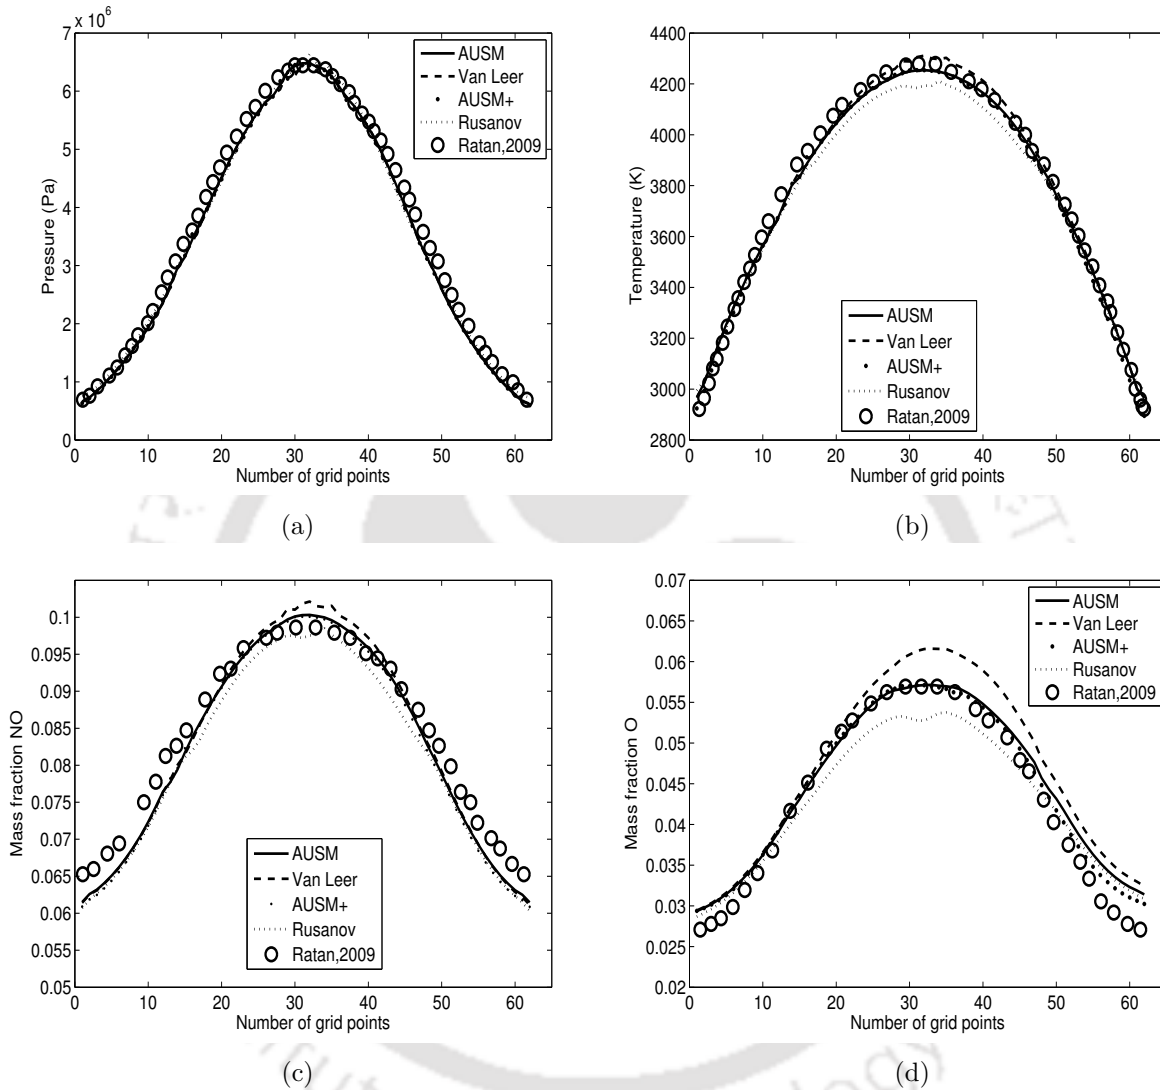 x 10⁶
7
6
5
4
3
2
1
0
Pressure (Pa)
0 10 20 30 40 50 60
Number of grid points
AUSM
Van Leer
AUSM+
Rusanov
Ratan,2009
(a)
4400
4200
4000
3800
3600
3400
3200
3000
2800
Temperature (K)
0 10 20 30 40 50 60
Number of grid points
AUSM
Van Leer
AUSM+
Rusanov
Ratan,2009
(b)
0.1
0.095
0.09
0.085
0.08
0.075
0.07
0.065
0.06
0.055
0.05
Mass fraction NO
0 10 20 30 40 50 60
Number of grid points
AUSM
Van Leer
AUSM+
Rusanov
Ratan,2009
(c)
0.07
0.065
0.06
0.055
0.05
0.045
0.04
0.035
0.03
0.025
0.02
Mass fraction O
0 10 20 30 40 50 60
Number of grid points
AUSM
Van Leer
AUSM+
Rusanov
Ratan,2009
(d)